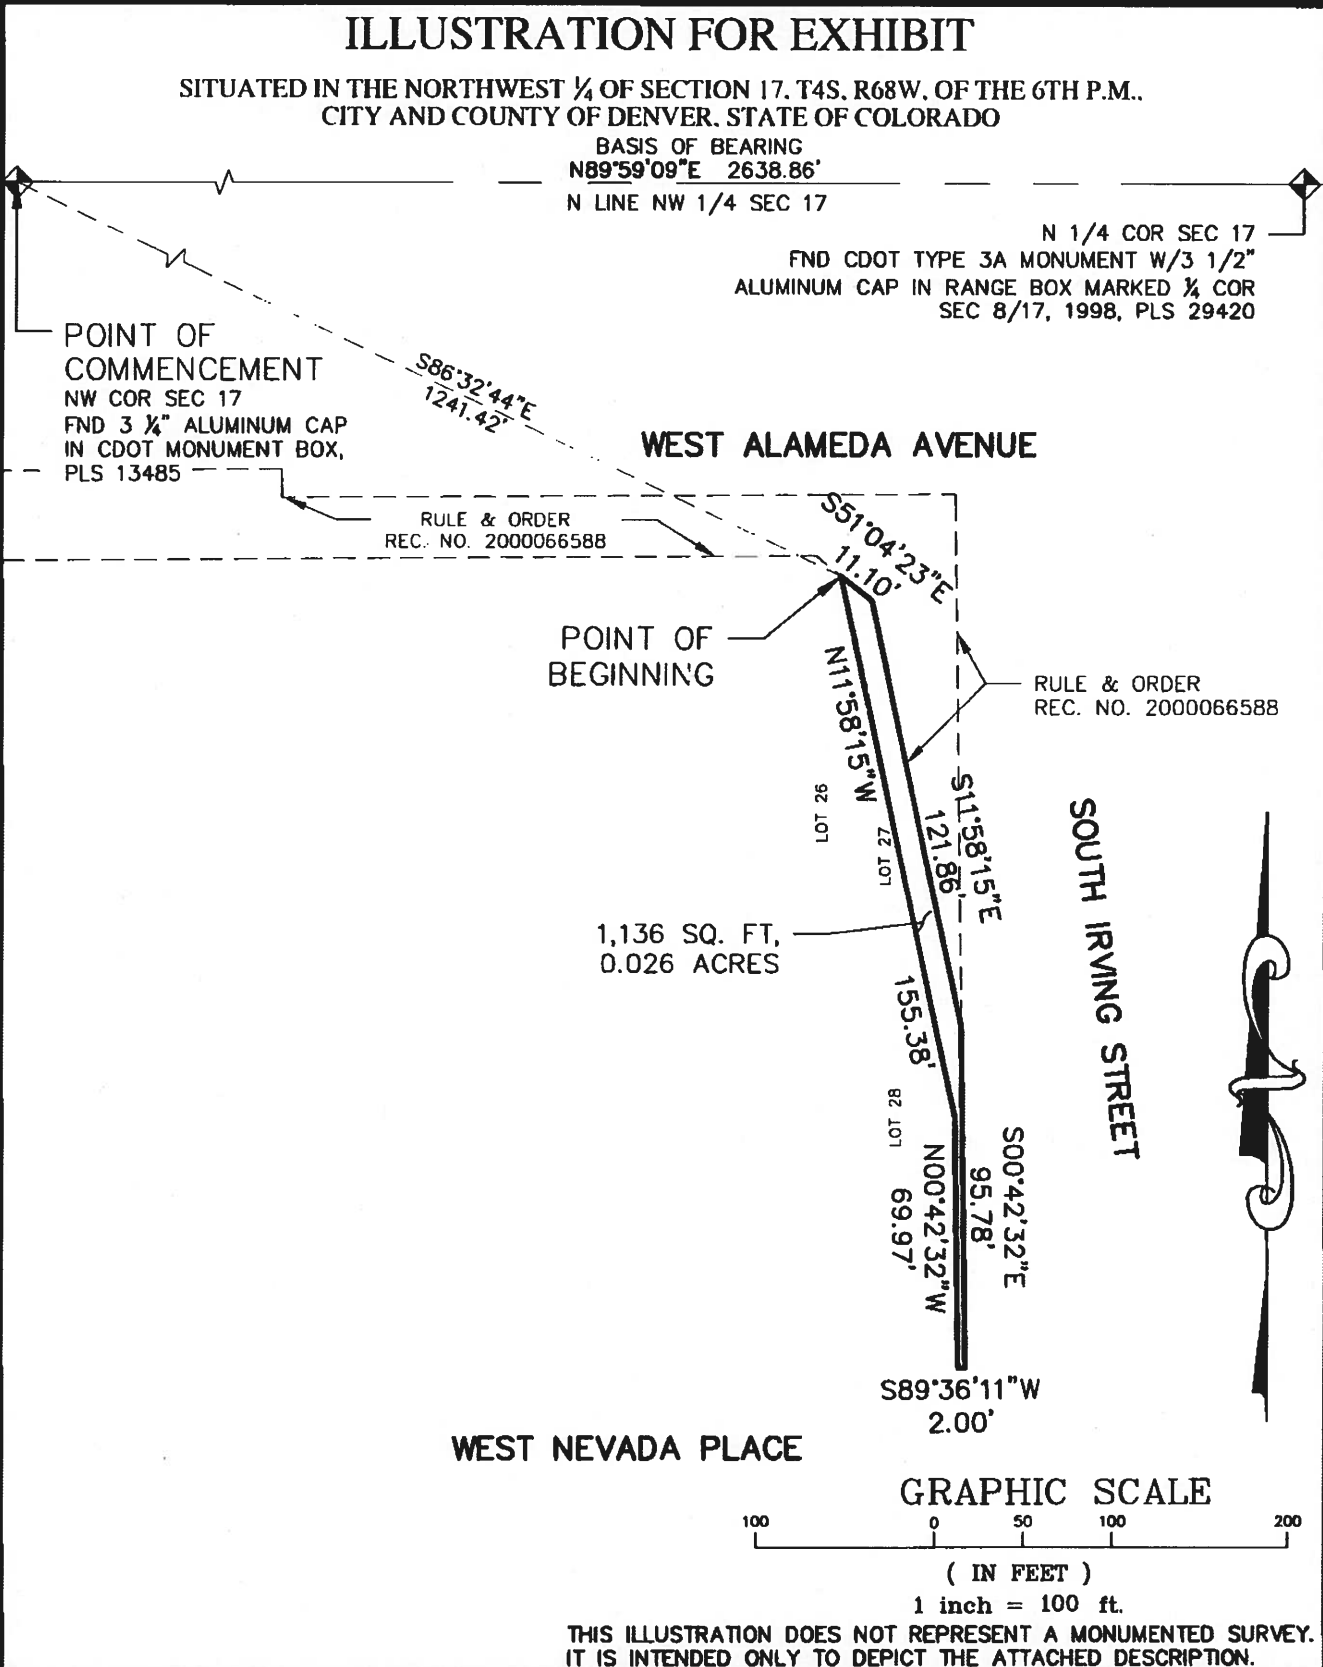 ILLUSTRATION FOR EXHIBIT
SITUATED IN THE NORTHWEST ¼ OF SECTION 17. T4S. R68W. OF THE 6TH P.M..
CITY AND COUNTY OF DENVER. STATE OF COLORADO
BASIS OF BEARING
N89°59'09"E 2638.86'
N LINE NW 1/4 SEC 17
N 1/4 COR SEC 17
FND CDOT TYPE 3A MONUMENT W/3 1/2"
ALUMINUM CAP IN RANGE BOX MARKED ¼ COR
SEC 8/17, 1998, PLS 29420
POINT OF
COMMENCEMENT
NW COR SEC 17
FND 3 ¼" ALUMINUM CAP
IN CDOT MONUMENT BOX,
PLS 13485
S86°32'44"E
1241.42'
WEST ALAMEDA AVENUE
RULE & ORDER
REC. NO. 2000066588
S51°04'23"E
11.10'
POINT OF
BEGINNING
RULE & ORDER
REC. NO. 2000066588
N11°58'15"W
155.38'
S11°58'15"E
121.86'
LOT 26
LOT 27
LOT 28
1,136 SQ. FT,
0.026 ACRES
SOUTH IRVING STREET
N00°42'32"W
69.97'
S00°42'32"E
95.78'
S89°36'11"W
2.00'
WEST NEVADA PLACE
GRAPHIC SCALE
100 0 50 100 200
( IN FEET )
1 inch = 100 ft.
THIS ILLUSTRATION DOES NOT REPRESENT A MONUMENTED SURVEY.
IT IS INTENDED ONLY TO DEPICT THE ATTACHED DESCRIPTION.